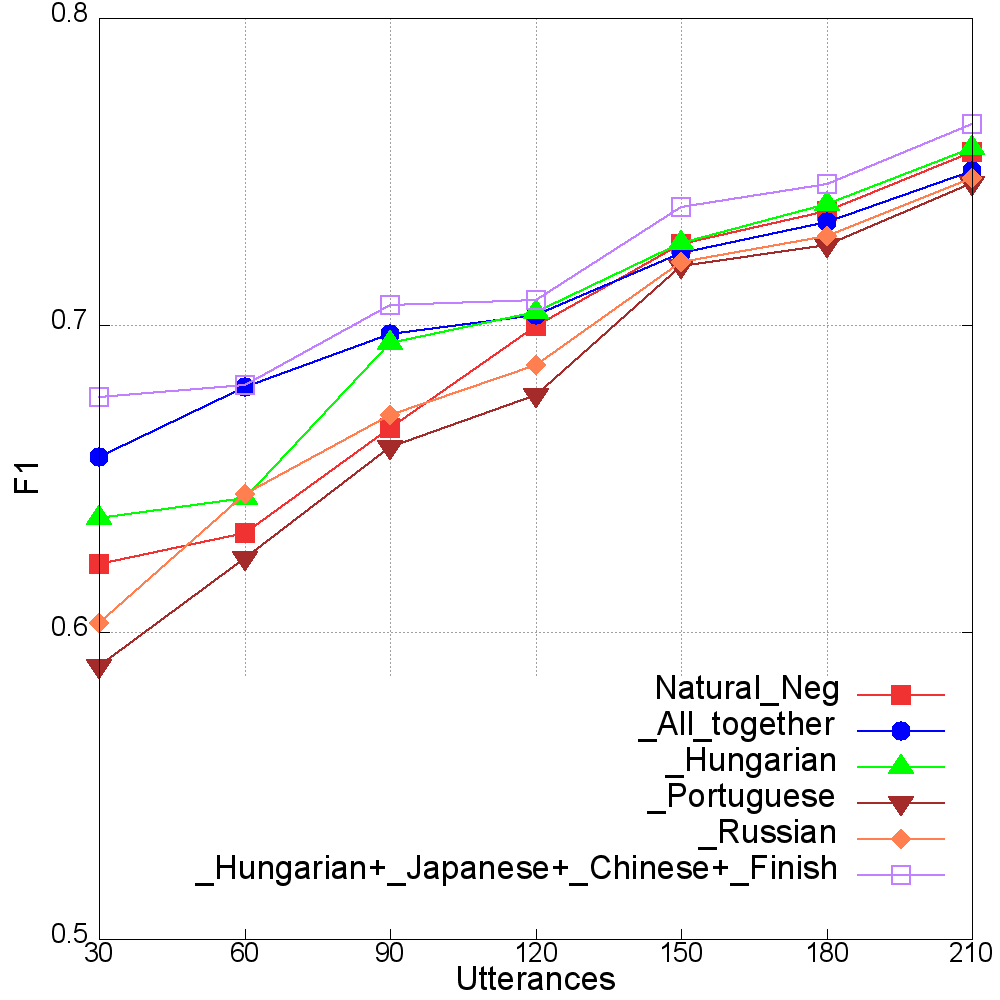 0.8
0.7
F1
0.6
Natural_Neg
_All_together
_Hungarian
_Portuguese
_Russian
_Hungarian+_Japanese+_Chinese+_Finish
0.5
30 60 90 120 150 180 210
Utterances